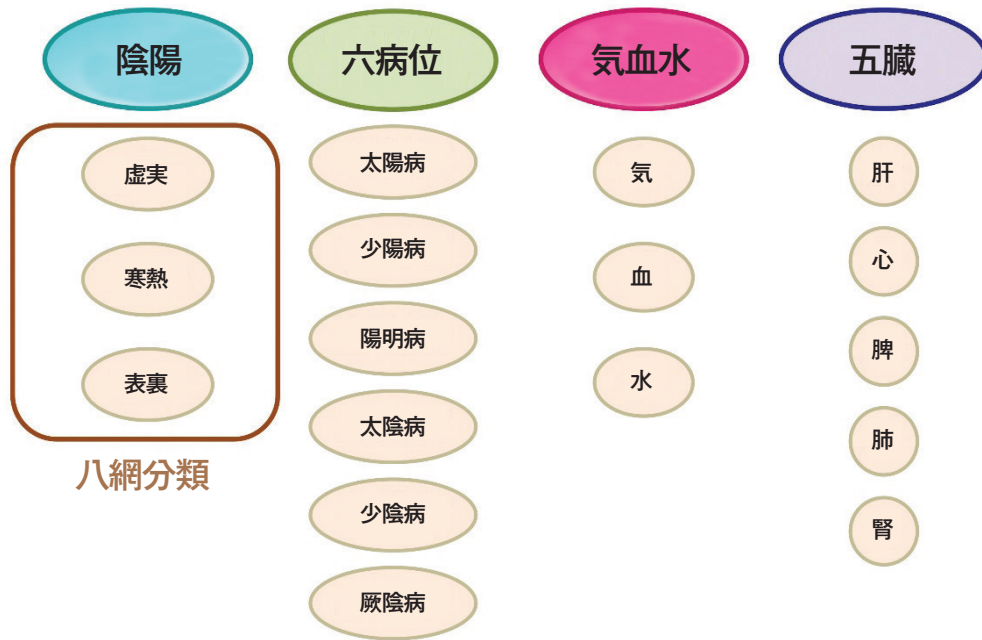 陰陽
虚実
寒熱
表裏
八網分類
六病位
太陽病
少陽病
陽明病
太陰病
少陰病
厥陰病
気血水
気
血
水
五臓
肝
心
脾
肺
腎